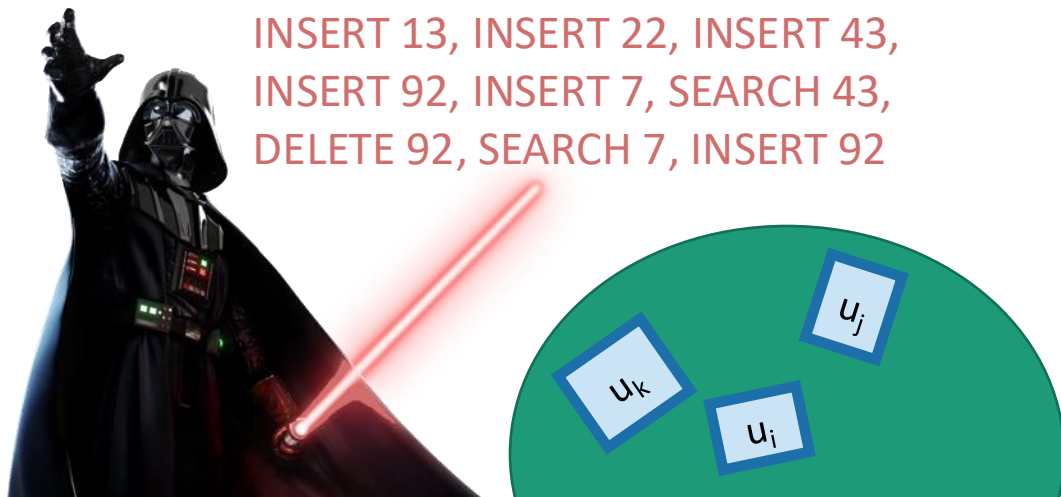 INSERT 13, INSERT 22, INSERT 43,
INSERT 92, INSERT 7, SEARCH 43,
DELETE 92, SEARCH 7, INSERT 92
uⱼ
uₖ
uᵢ